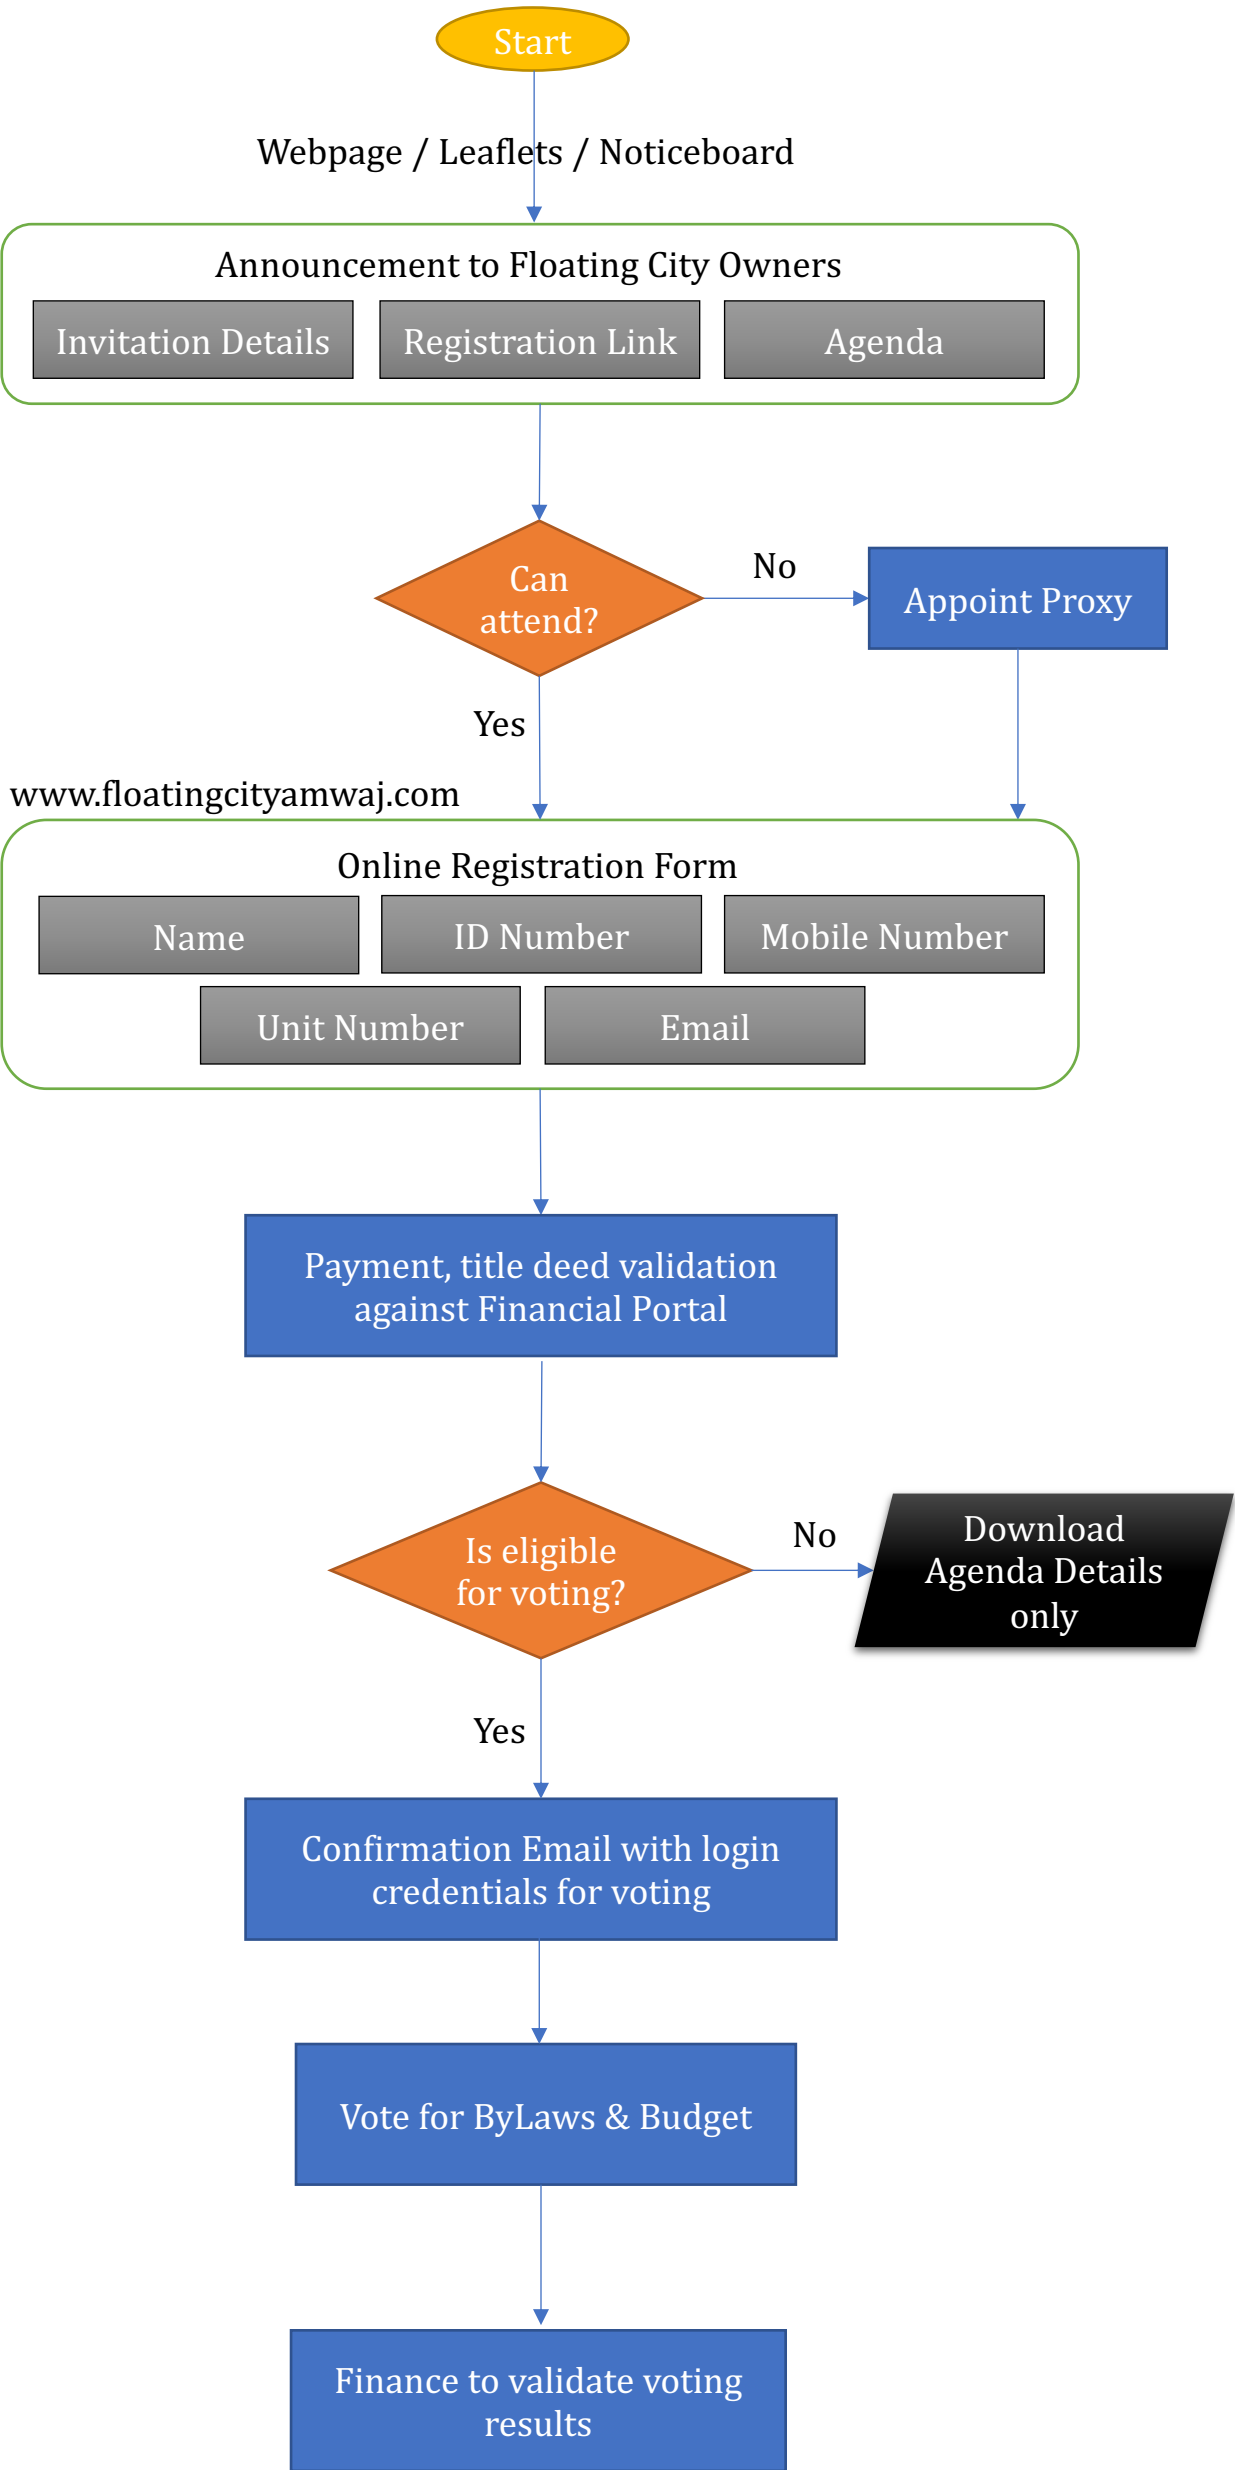 Start
Webpage / Leaflets / Noticeboard
Announcement to Floating City Owners
Invitation Details
Registration Link
Agenda
Can
attend?
No
Appoint Proxy
Yes
www.floatingcityamwaj.com
Online Registration Form
Name
ID Number
Mobile Number
Unit Number
Email
Payment, title deed validation
against Financial Portal
Is eligible
for voting?
No
Download
Agenda Details
only
Yes
Confirmation Email with login
credentials for voting
Vote for ByLaws & Budget
Finance to validate voting
results